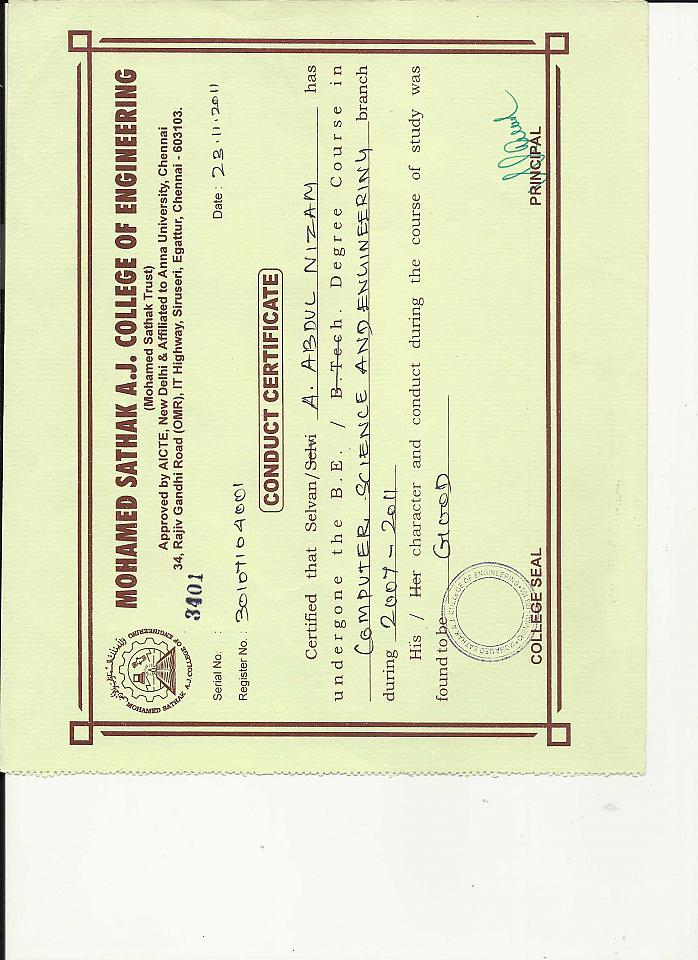 MOHAMED SATHAK A.J. COLLEGE OF ENGINEERING
(Mohamed Sathak Trust)
Approved by AICTE, New Delhi & Affiliated to Anna University, Chennai
34, Rajiv Gandhi Road (OMR), IT Highway, Siruseri, Egattur, Chennai - 603103.
MOHAMED SATHAK A.J. COLLEGE OF ENGINEERING
3401
Serial No. :
Date : 23.11.2011
Register No. : 30107104001
CONDUCT CERTIFICATE
Certified that Selvan/Selvi A. ABDUL NIZAM has
undergone the B.E. / B.Tech. Degree Course in
COMPUTER SCIENCE AND ENGINEERING branch
during 2007-2011
His / Her character and conduct during the course of study was
found to be GOOD
COLLEGE SEAL
PRINCIPAL